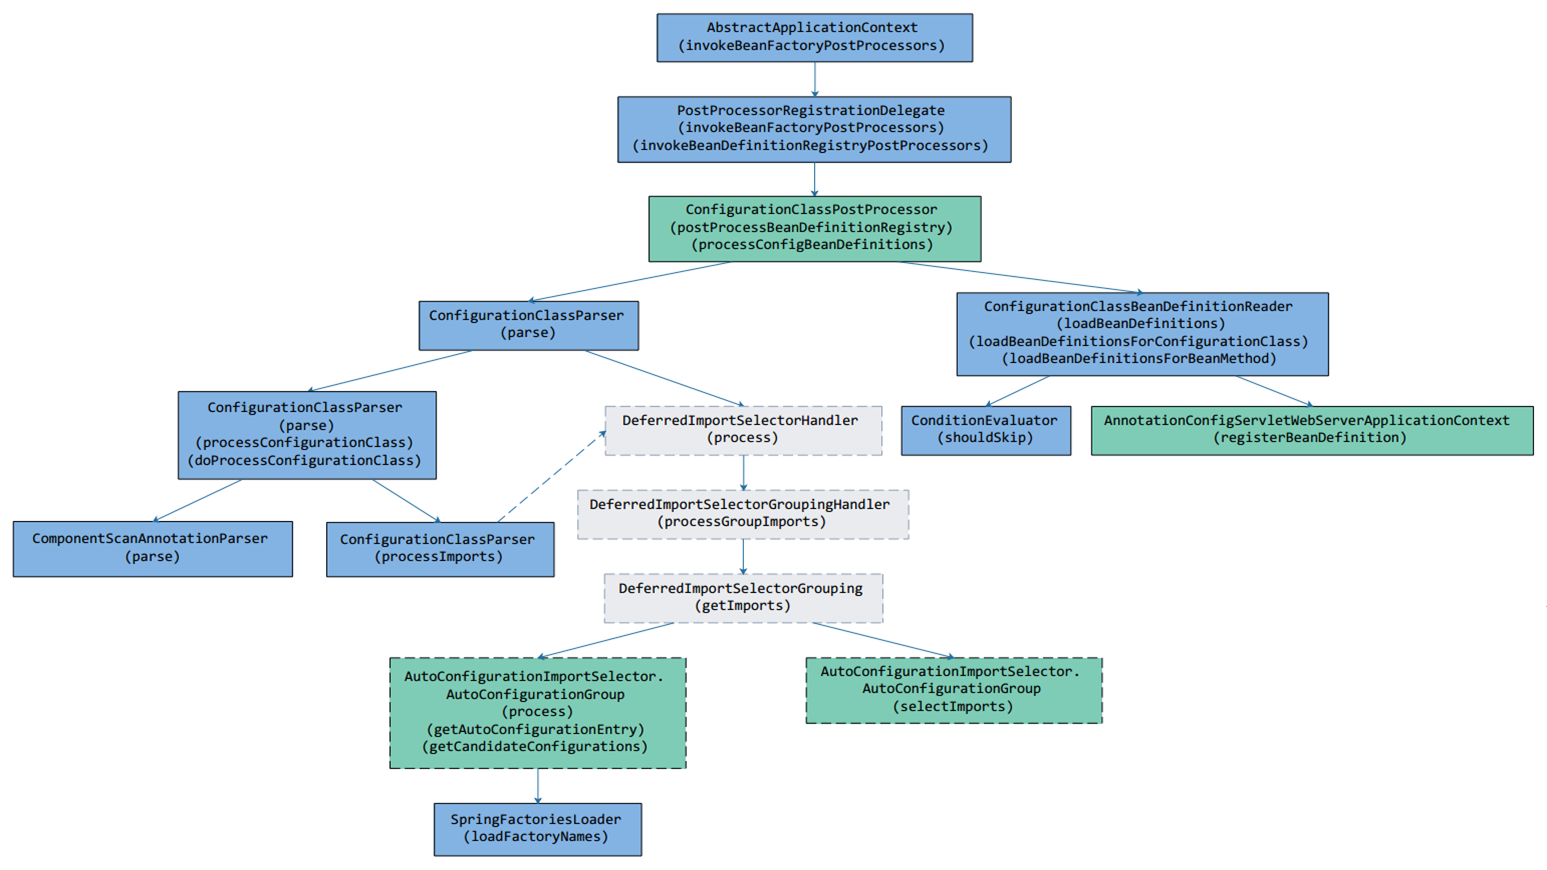 AbstractApplicationContext
(invokeBeanFactoryPostProcessors)
PostProcessorRegistrationDelegate
(invokeBeanFactoryPostProcessors)
(invokeBeanDefinitionRegistryPostProcessors)
ConfigurationClassPostProcessor
(postProcessBeanDefinitionRegistry)
(processConfigBeanDefinitions)
ConfigurationClassParser
(parse)
ConfigurationClassBeanDefinitionReader
(loadBeanDefinitions)
(loadBeanDefinitionsForConfigurationClass)
(loadBeanDefinitionsForBeanMethod)
ConfigurationClassParser
(parse)
(processConfigurationClass)
(doProcessConfigurationClass)
DeferredImportSelectorHandler
(process)
ConditionEvaluator
(shouldSkip)
AnnotationConfigServletWebServerApplicationContext
(registerBeanDefinition)
DeferredImportSelectorGroupingHandler
(processGroupImports)
ComponentScanAnnotationParser
(parse)
ConfigurationClassParser
(processImports)
DeferredImportSelectorGrouping
(getImports)
AutoConfigurationImportSelector.
AutoConfigurationGroup
(process)
(getAutoConfigurationEntry)
(getCandidateConfigurations)
AutoConfigurationImportSelector.
AutoConfigurationGroup
(selectImports)
SpringFactoriesLoader
(loadFactoryNames)